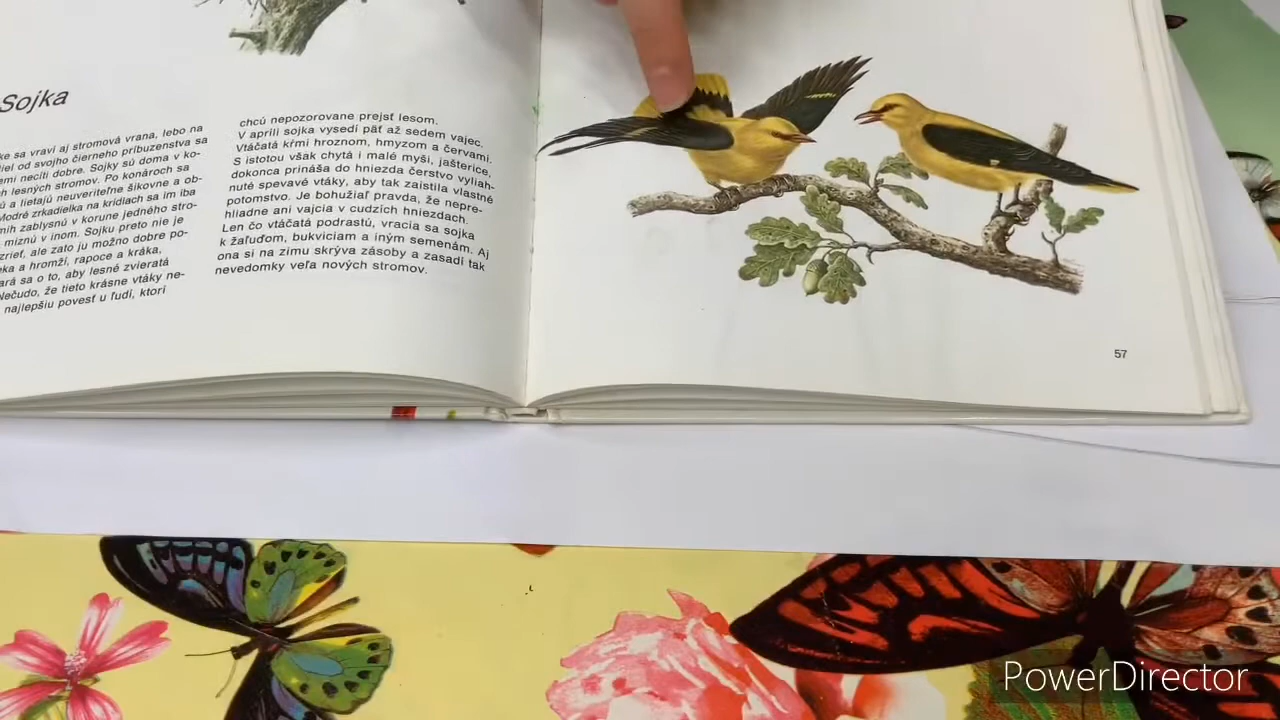 Sojka
ke sa vraví aj stromová vrana, lebo na
iel od svojho čierneho príbuzenstva sa
emi necíti dobre. Sojky sú doma v ko-
h lesných stromov. Po konároch sa
ú a lietajú neuveriteľne šikovne a ob-
Modré zrkadielka na krídlach sa im iba
mih zablysnú v korune jedného stro-
miznú v inom. Sojku preto nie je
zrieť, ale zato ju možno dobre po-
eka a hromží, rapoce a kráka,
ará sa o to, aby lesné zvieratá
Nečudo, že tieto krásne vtáky ne-
najlepšiu povesť u ľudí, ktorí
chcú nepozorovane prejsť lesom.
V apríli sojka vysedí päť až sedem vajec.
Vtáčatá kŕmi hroznom, hmyzom a červami.
S istotou však chytá i malé myši, jašterice,
dokonca prináša do hniezda čerstvo vyliah-
nuté spevavé vtáky, aby tak zaistila vlastné
potomstvo. Je bohužiaľ pravda, že nepre-
hliadne ani vajcia v cudzích hniezdach.
Len čo vtáčatá podrastú, vracia sa sojka
k žaluďom, bukviciam a iným semenám. Aj
ona si na zimu skrýva zásoby a zasadí tak
nevedomky veľa nových stromov.
57
PowerDirector